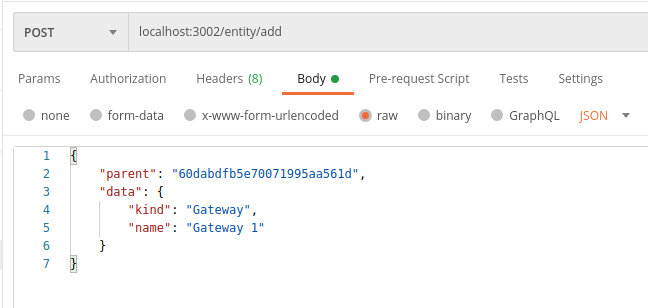 POST localhost:3002/entity/add
Params Authorization Headers (8) Body Pre-request Script Tests Settings
none form-data x-www-form-urlencoded raw binary GraphQL JSON
1 {
2 "parent": "60dabdfb5e70071995aa561d",
3 "data": {
4 "kind": "Gateway",
5 "name": "Gateway 1"
6 }
7 }